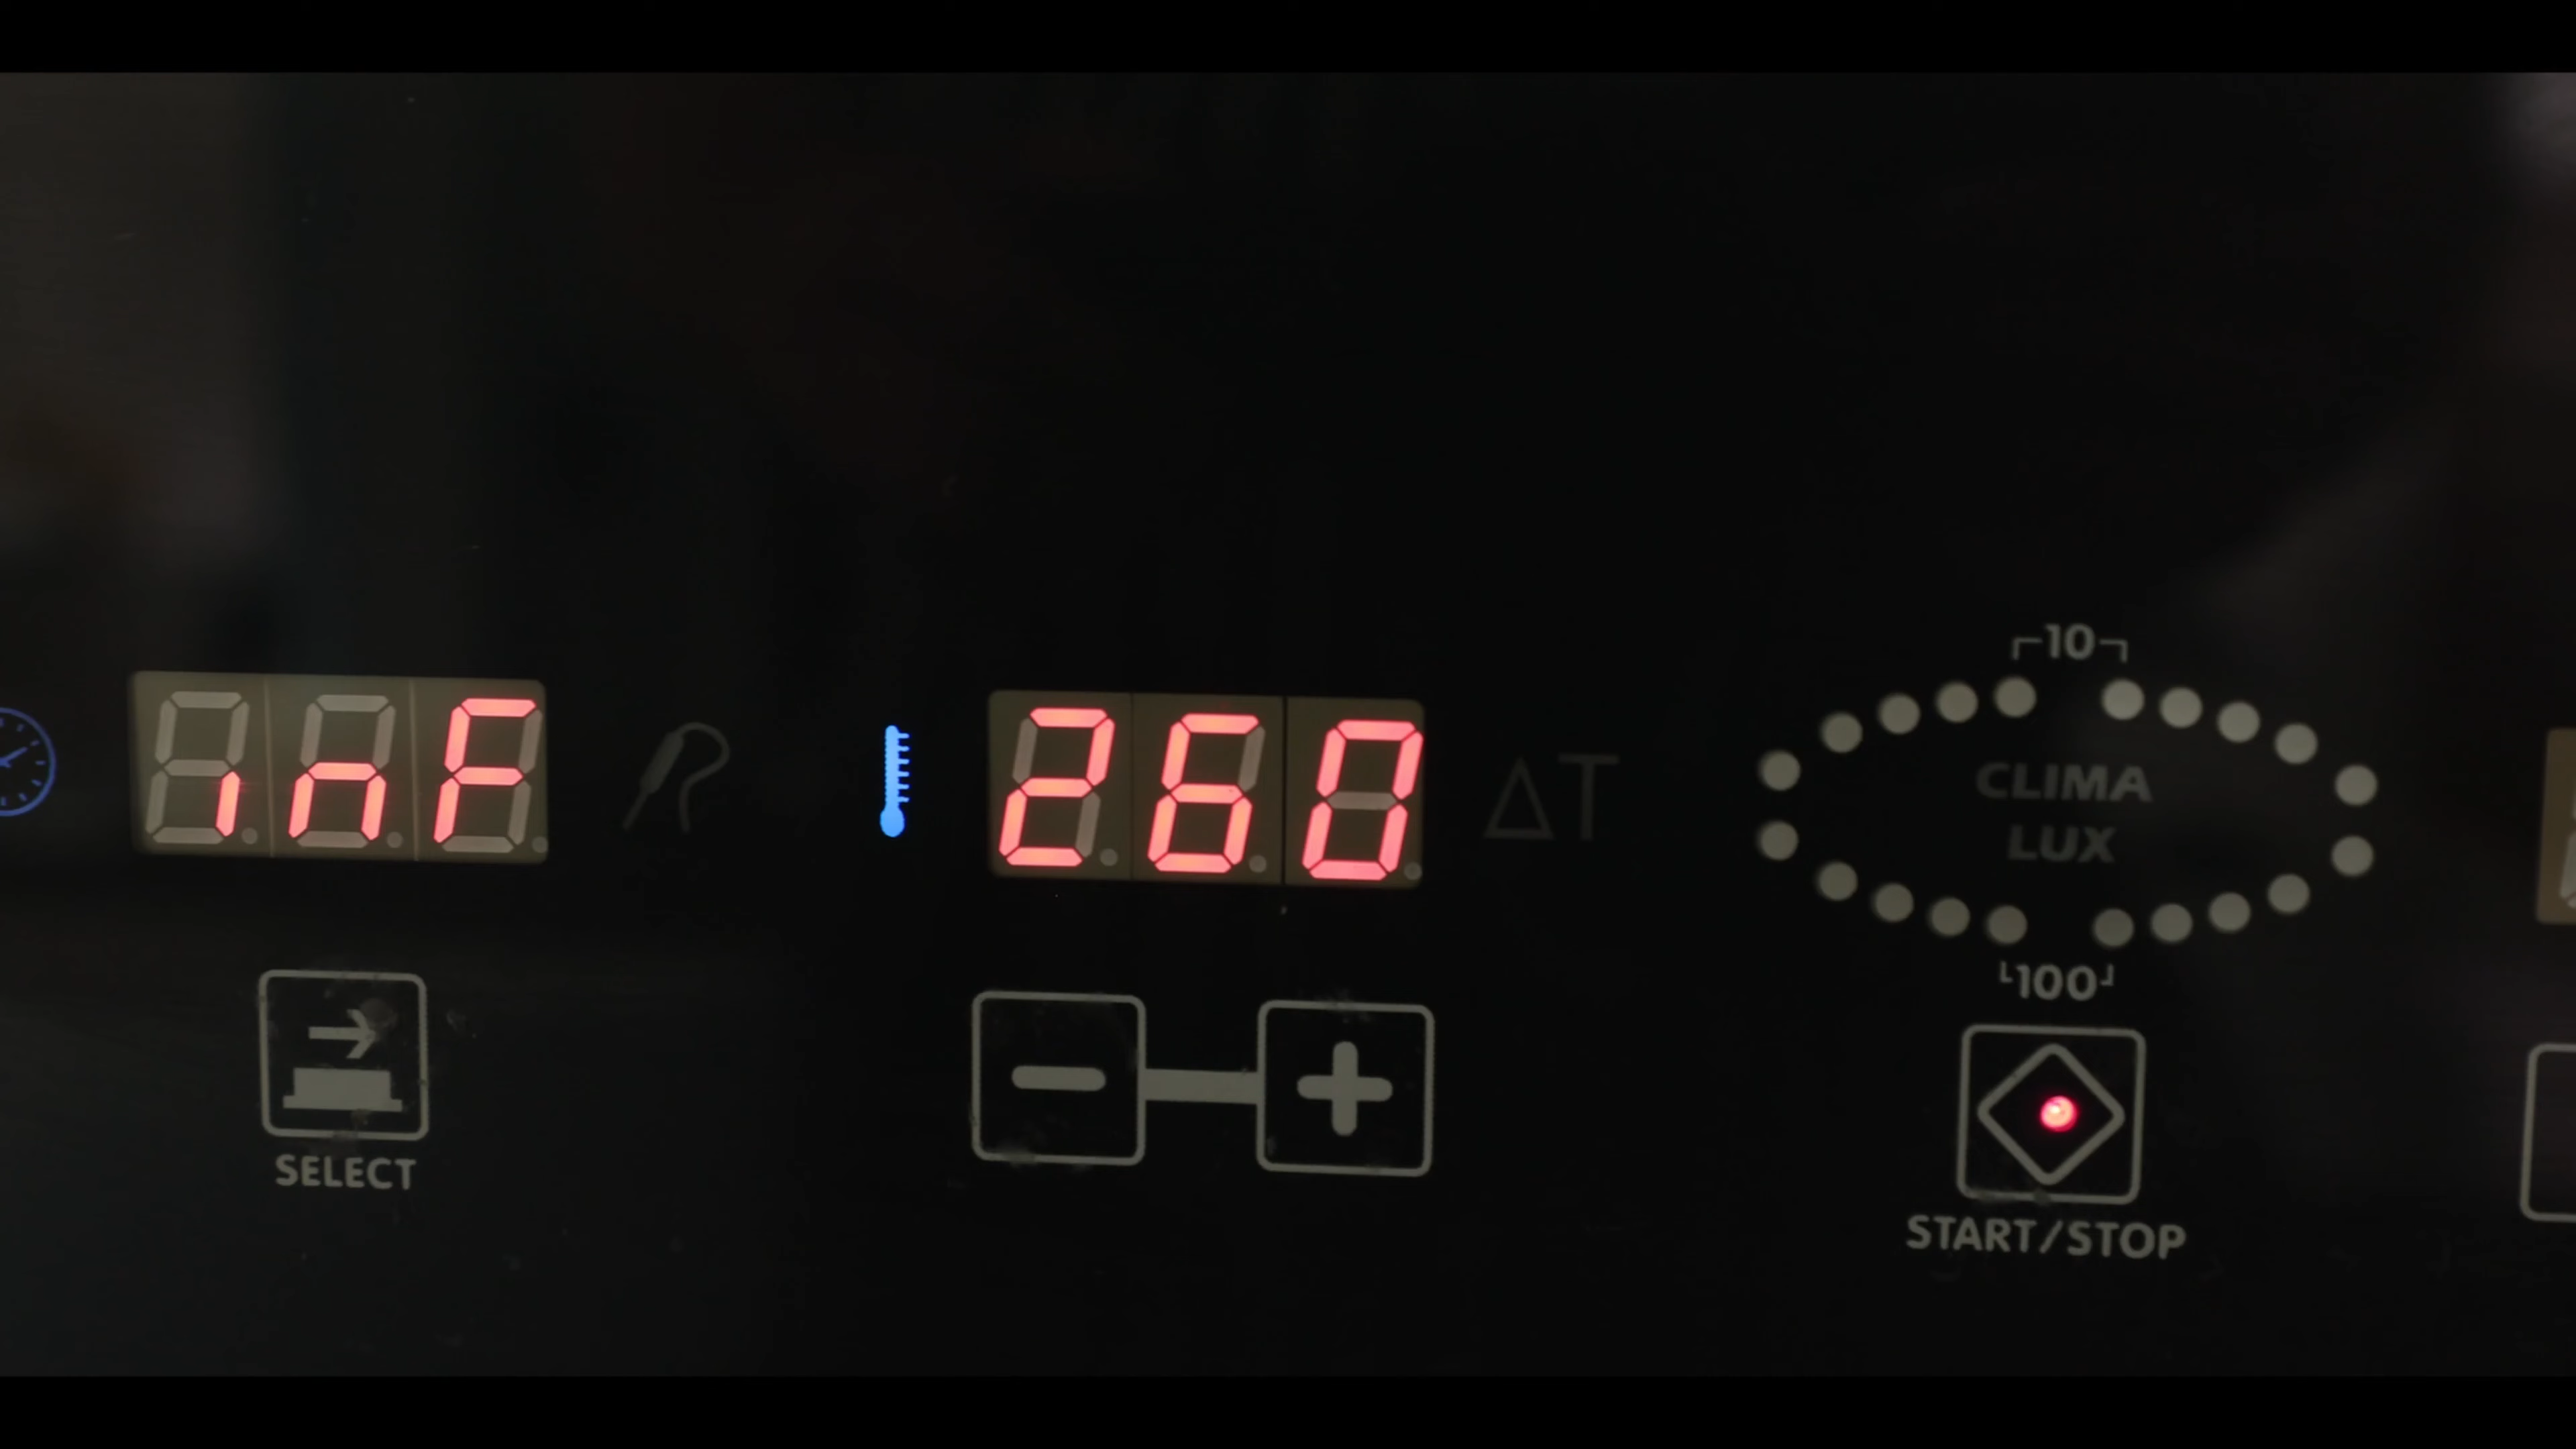 10
inF
260
ΔT
CLIMA
LUX
100
SELECT
− +
START/STOP